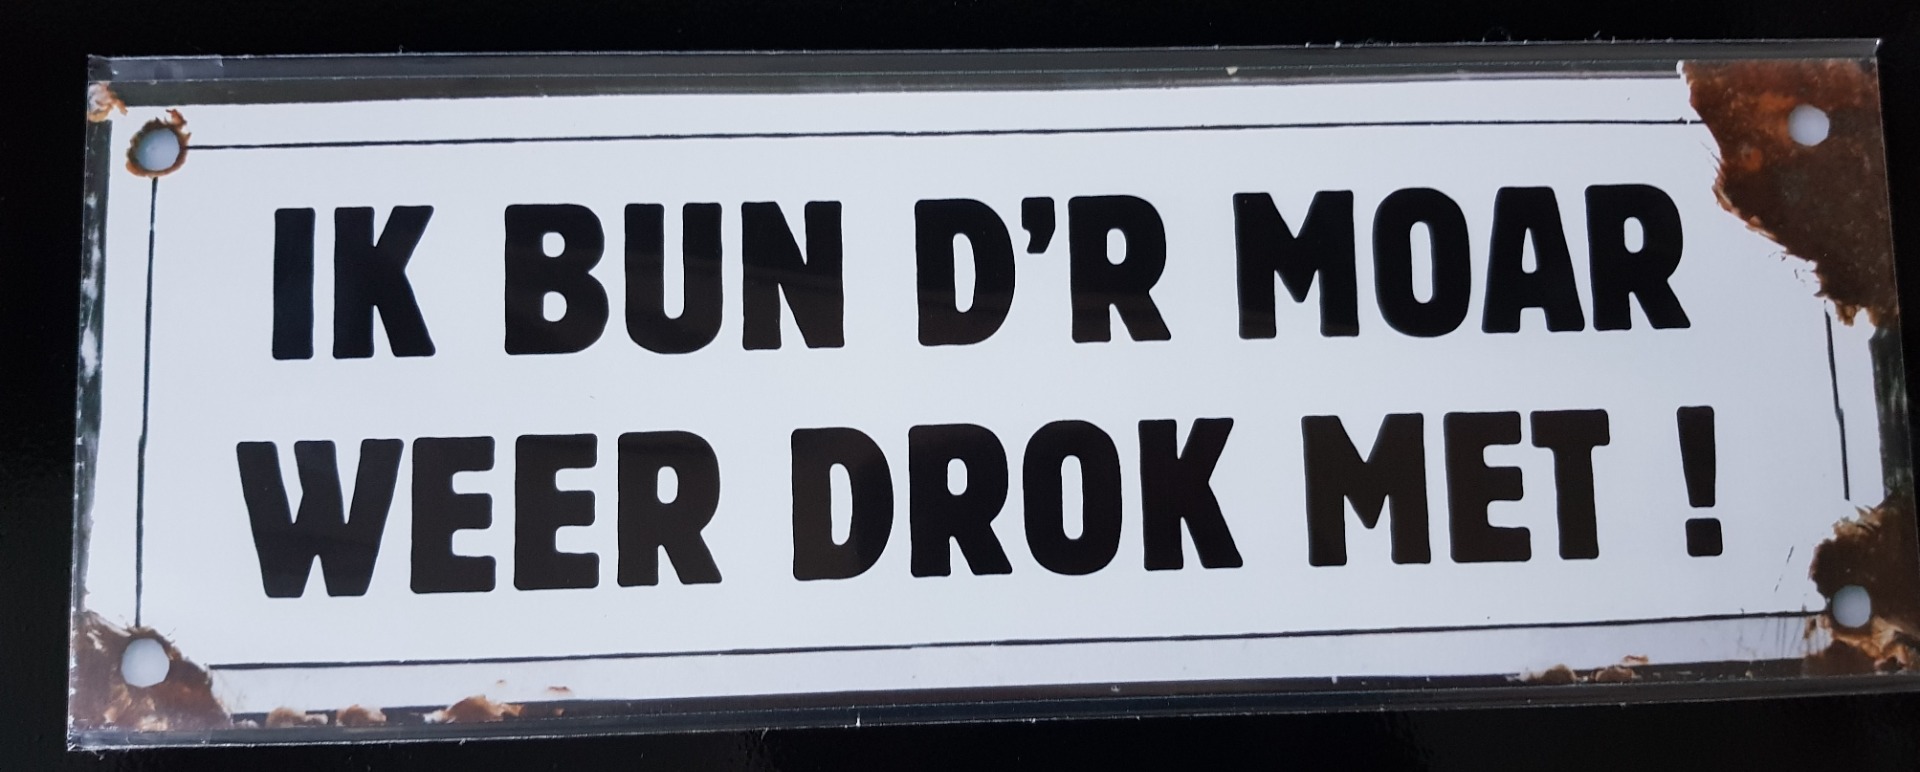 IK BUN D'R MOAR
WEER DROK MET !